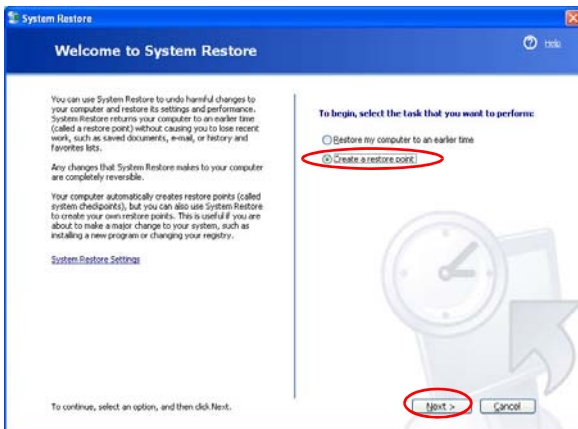 System Restore
Welcome to System Restore
Help
You can use System Restore to undo harmful changes to
your computer and restore its settings and performance.
System Restore returns your computer to an earlier time
(called a restore point) without causing you to lose recent
work, such as saved documents, e-mail, or history and
favorites lists.
Any changes that System Restore makes to your computer
are completely reversible.
Your computer automatically creates restore points (called
system checkpoints), but you can also use System Restore
to create your own restore points. This is useful if you are
about to make a major change to your system, such as
installing a new program or changing your registry.
System Restore Settings
To begin, select the task that you want to perform:
Restore my computer to an earlier time
Create a restore point
To continue, select an option, and then click Next.
Next >
Cancel